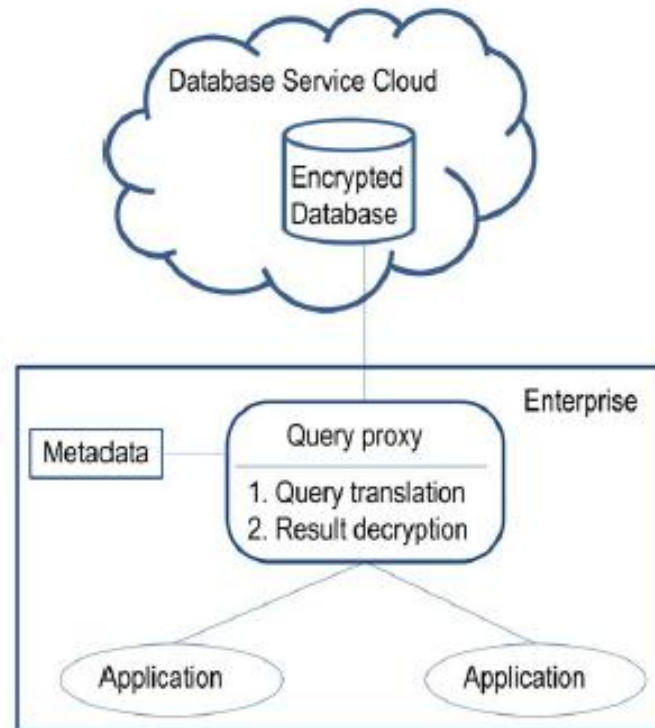 Database Service Cloud
Encrypted
Database
Enterprise
Query proxy
Metadata
1. Query translation
2. Result decryption
Application
Application